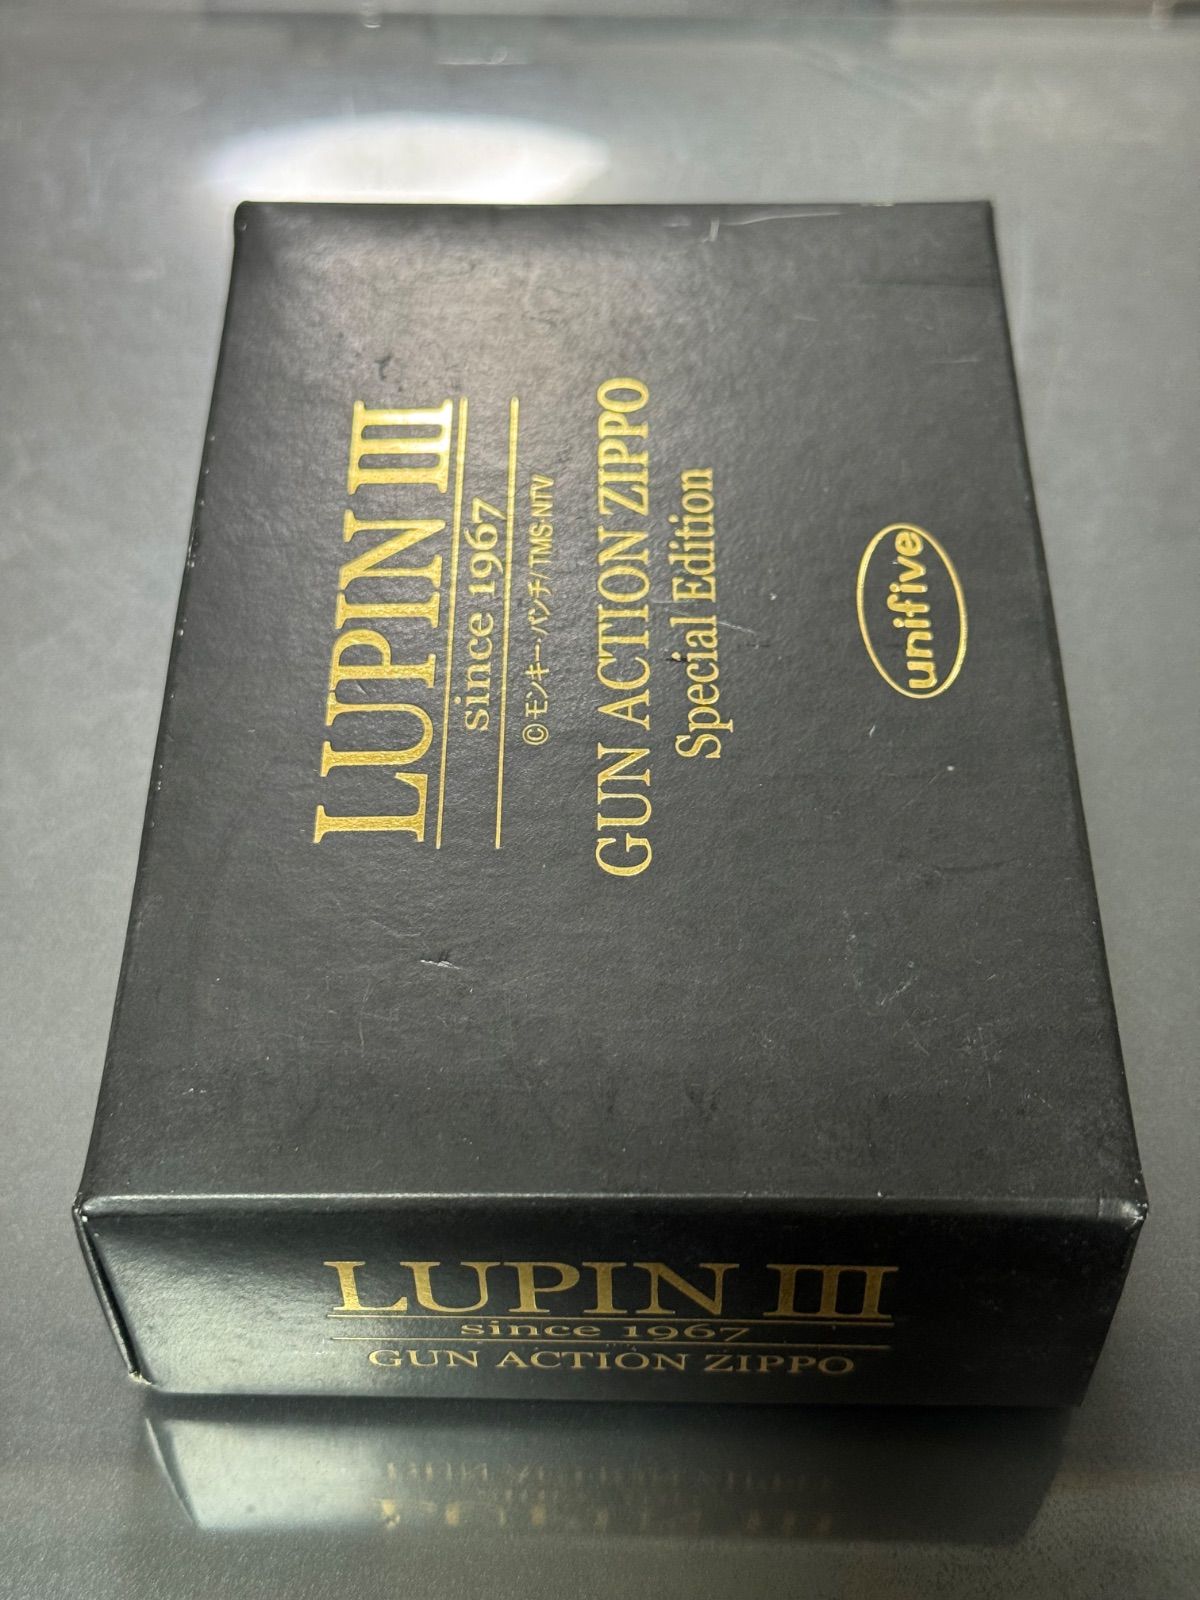 LUPIN III
since 1967
©モンキー・パンチ/TMS・NTV
GUN ACTION ZIPPO
Special Edition
unifive
LUPIN III
since 1967
GUN ACTION ZIPPO